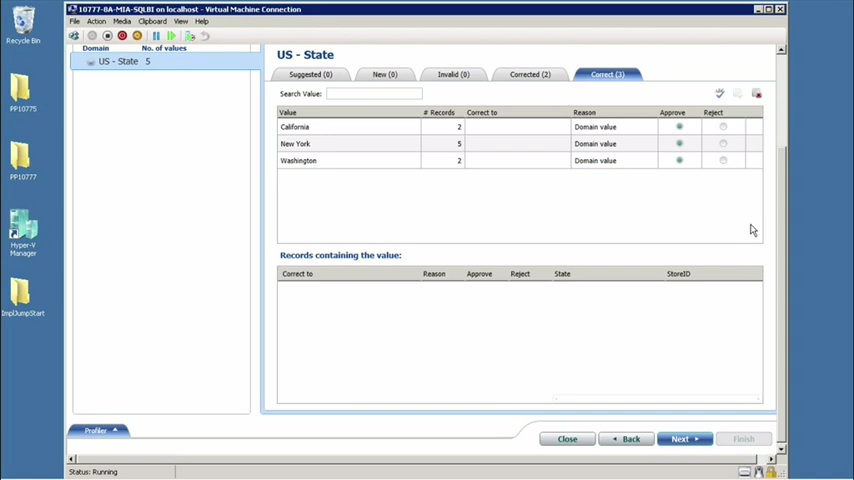 10777-8A-MIA-SQLBI on localhost - Virtual Machine Connection
File Action Media Clipboard View Help
Recycle Bin
PP10775
PP10777
Hyper-V
Manager
ImplJumpStart
Domain No. of values
US - State 5
US - State
Suggested (0) New (0) Invalid (0) Corrected (2) Correct (3)
Search Value:
Value # Records Correct to Reason Approve Reject
California 2 Domain value
New York 5 Domain value
Washington 2 Domain value
Records containing the value:
Correct to Reason Approve Reject State StoreID
Profiler
Close Back Next Finish
Status: Running